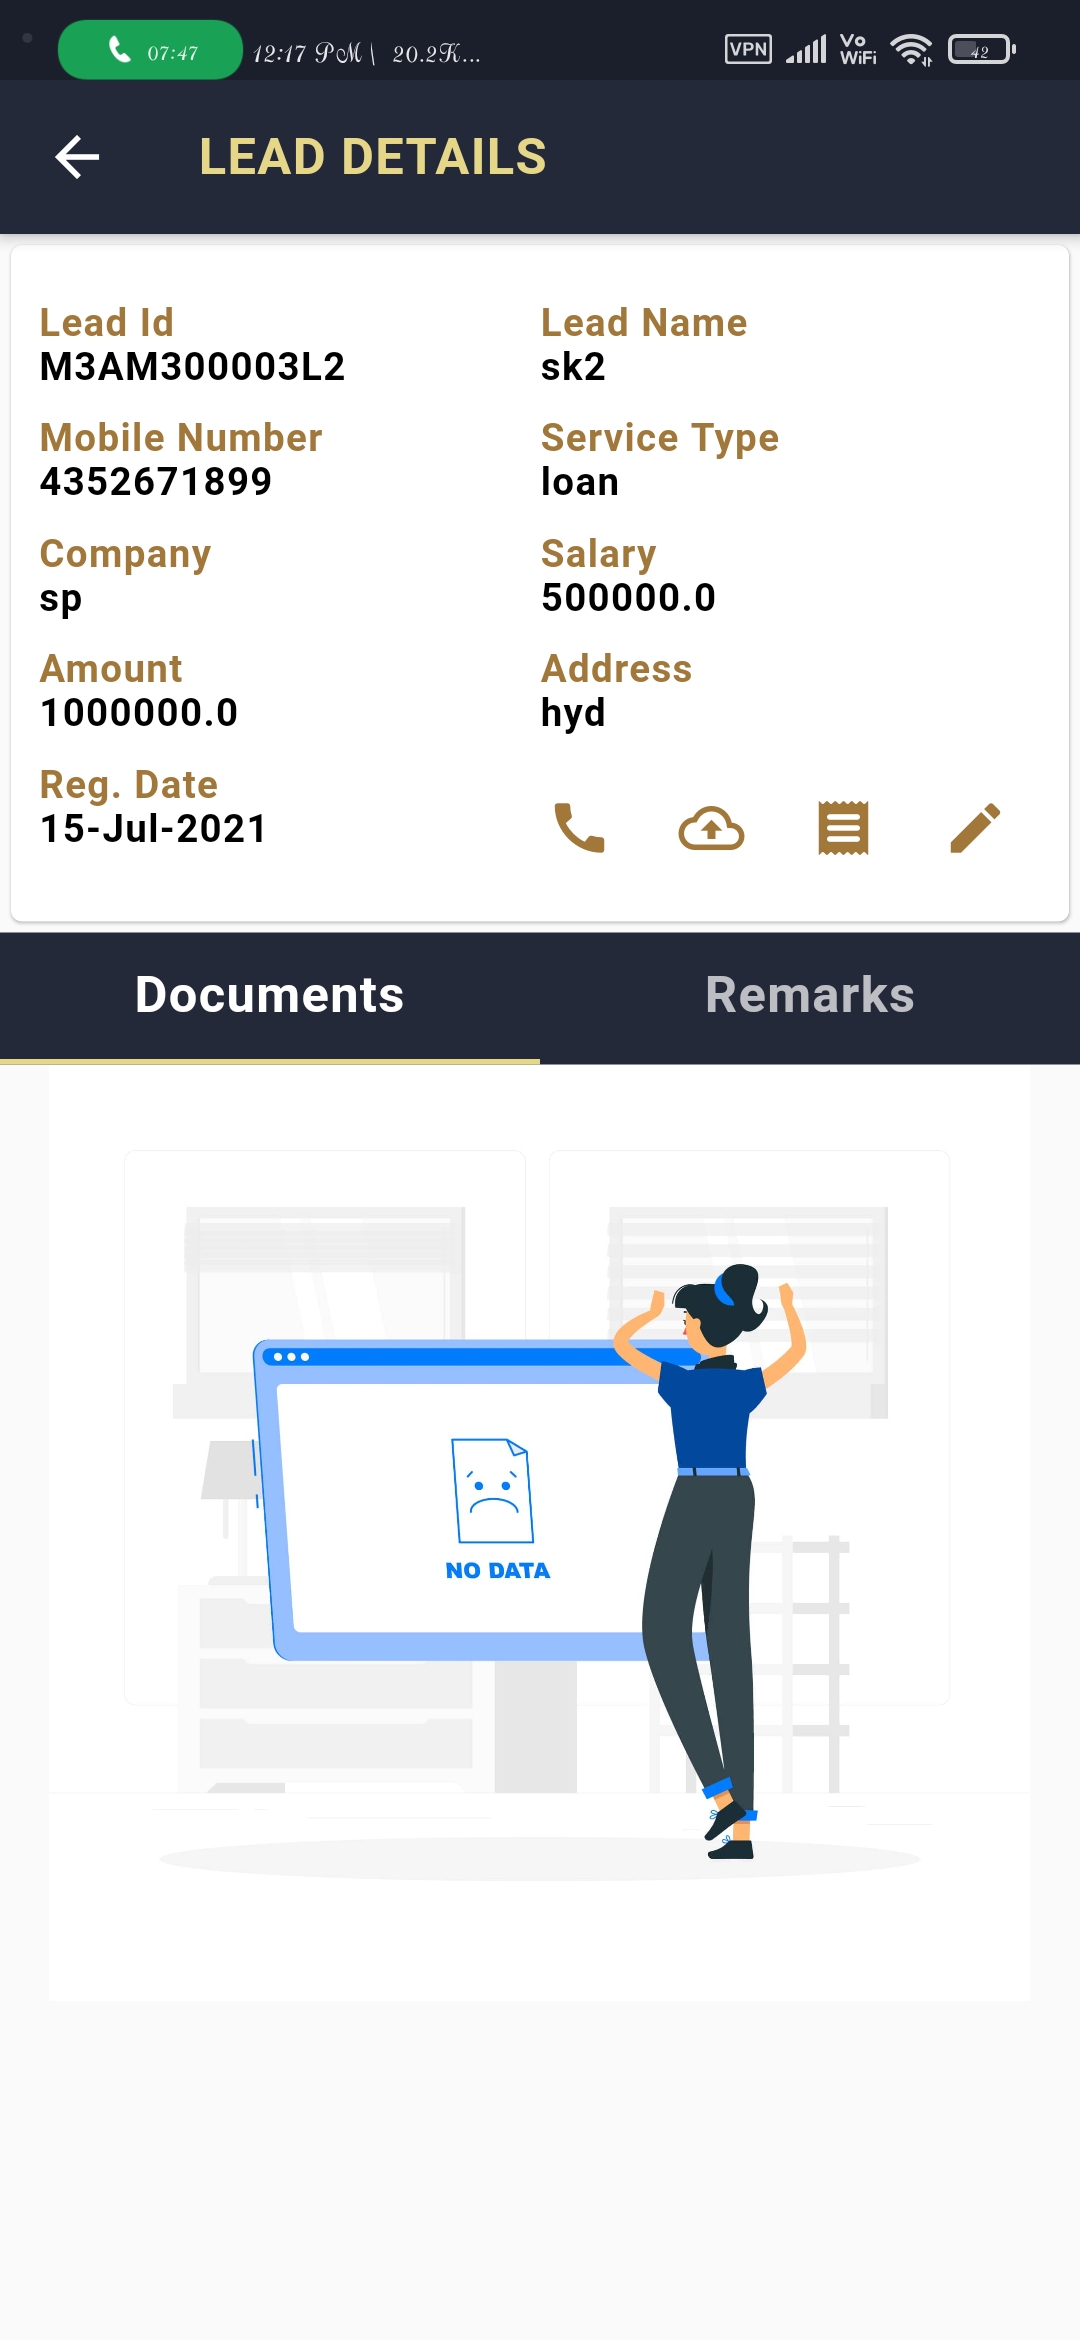 07:47 12:17 PM | 20.2K... VPN Vo WiFi 42
LEAD DETAILS
Lead Id
M3AM300003L2
Lead Name
sk2
Mobile Number
4352671899
Service Type
loan
Company
sp
Salary
500000.0
Amount
1000000.0
Address
hyd
Reg. Date
15-Jul-2021
Documents
Remarks
NO DATA